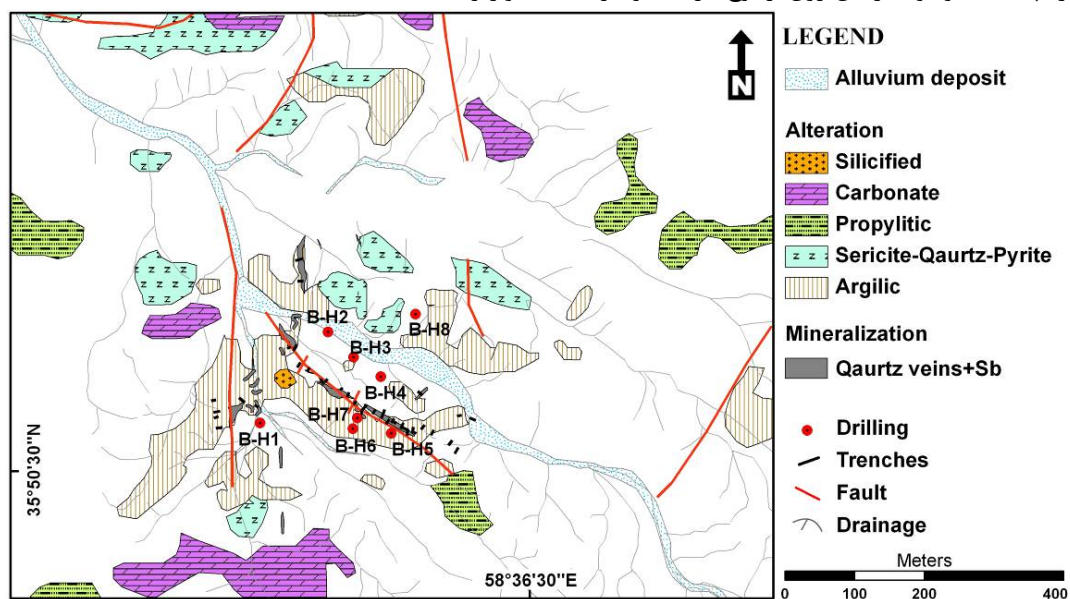 LEGEND
Alluvium deposit
Alteration
Silicified
Carbonate
Propylitic
Sericite-Qaurtz-Pyrite
Argilic
Mineralization
Qaurtz veins+Sb
Drilling
Trenches
Fault
Drainage
Meters
0 100 200 400
N
B-H2
B-H8
B-H3
B-H4
B-H7
B-H6
B-H5
B-H1
35°50'30"N
58°36'30"E